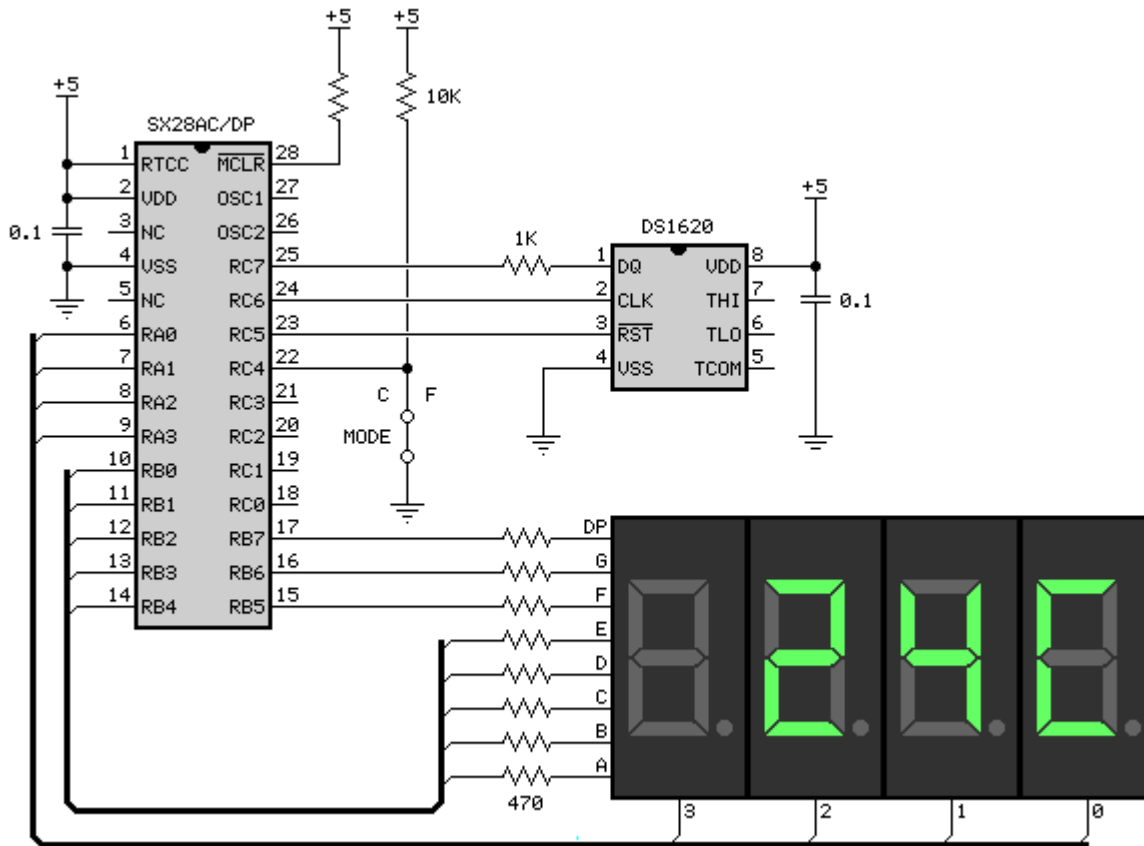 +5 +5
+5
10K
SX28AC/DP
1 RTCC MCLR 28
2 VDD OSC1 27
+5
0.1 3 NC OSC2 26
DS1620
1K
4 VSS RC7 25
1 DQ VDD 8
5 NC RC6 24
2 CLK THI 7
0.1
6 RA0 RC5 23
3 RST TLO 6
7 RA1 RC4 22
4 VSS TCOM 5
8 RA2 RC3 21
C F
9 RA3 RC2 20
MODE
10 RB0 RC1 19
11 RB1 RC0 18
12 RB2 RB7 17
DP
13 RB3 RB6 16
G
14 RB4 RB5 15
F
E
24C
D
C
B
A
470
3 2 1 0